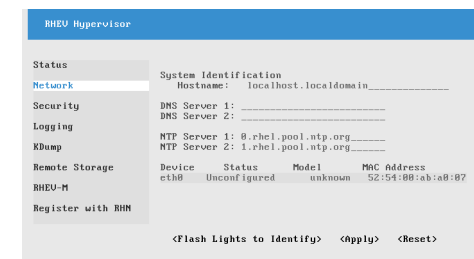 RHEV Hypervisor
Status
Network
Security
Logging
KDump
Remote Storage
RHEV-M
Register with RHN
System Identification
Hostname: localhost.localdomain______________
DNS Server 1: _________________________
DNS Server 2: _________________________
NTP Server 1: 0.rhel.pool.ntp.org______
NTP Server 2: 1.rhel.pool.ntp.org______
Device Status Model MAC Address
eth0 Unconfigured unknown 52:54:00:ab:a0:07
<Flash Lights to Identify> <Apply> <Reset>